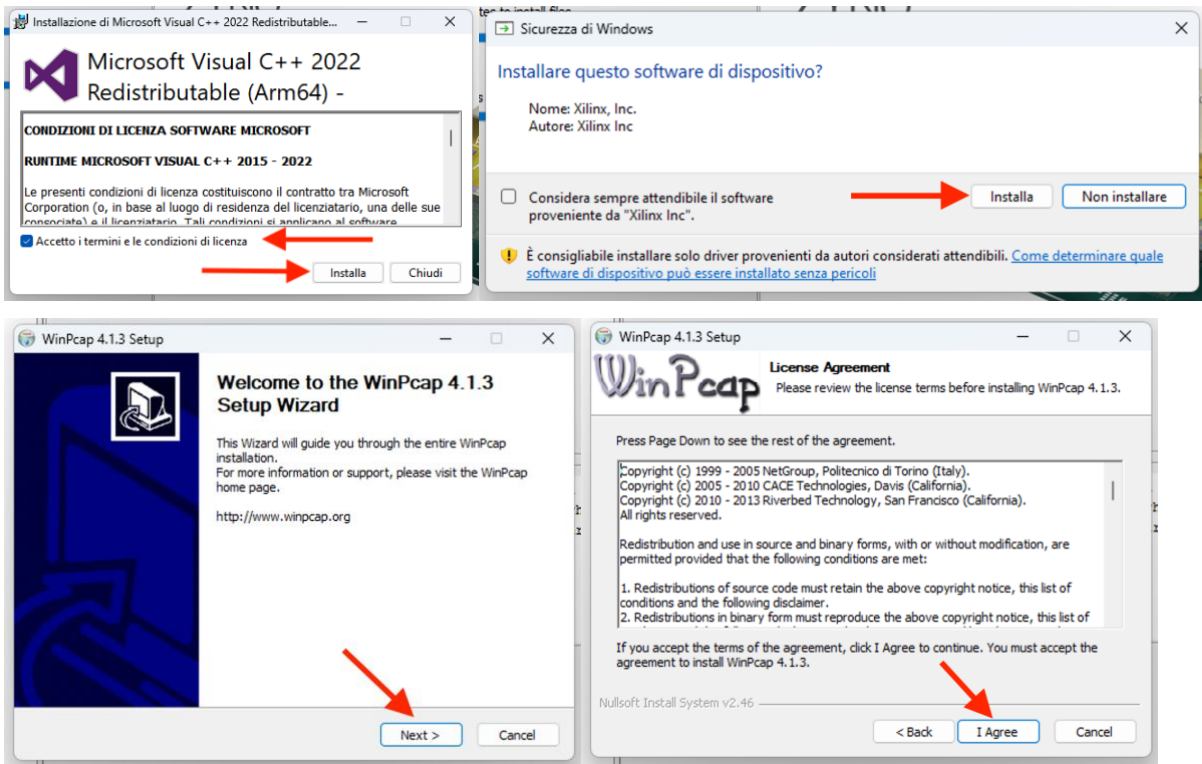 Installazione di Microsoft Visual C++ 2022 Redistributable...
Microsoft Visual C++ 2022
Redistributable (Arm64) -
CONDIZIONI DI LICENZA SOFTWARE MICROSOFT
RUNTIME MICROSOFT VISUAL C++ 2015 - 2022
Le presenti condizioni di licenza costituiscono il contratto tra Microsoft
Corporation (o, in base al luogo di residenza del licenziatario, una delle sue
consociate) e il licenziatario. Tali condizioni si applicano al software
Accetto i termini e le condizioni di licenza
Installa
Chiudi
Sicurezza di Windows
Installare questo software di dispositivo?
Nome: Xilinx, Inc.
Autore: Xilinx Inc
Considera sempre attendibile il software
proveniente da "Xilinx Inc".
Installa
Non installare
È consigliabile installare solo driver provenienti da autori considerati attendibili. Come determinare quale
software di dispositivo può essere installato senza pericoli
WinPcap 4.1.3 Setup
Welcome to the WinPcap 4.1.3
Setup Wizard
This Wizard will guide you through the entire WinPcap
installation.
For more information or support, please visit the WinPcap
home page.
http://www.winpcap.org
Next >
Cancel
WinPcap 4.1.3 Setup
WinPcap
License Agreement
Please review the license terms before installing WinPcap 4.1.3.
Press Page Down to see the rest of the agreement.
Copyright (c) 1999 - 2005 NetGroup, Politecnico di Torino (Italy).
Copyright (c) 2005 - 2010 CACE Technologies, Davis (California).
Copyright (c) 2010 - 2013 Riverbed Technology, San Francisco (California).
All rights reserved.
Redistribution and use in source and binary forms, with or without modification, are
permitted provided that the following conditions are met:
1. Redistributions of source code must retain the above copyright notice, this list of
conditions and the following disclaimer.
2. Redistributions in binary form must reproduce the above copyright notice, this list of
If you accept the terms of the agreement, click I Agree to continue. You must accept the
agreement to install WinPcap 4.1.3.
Nullsoft Install System v2.46
< Back
I Agree
Cancel